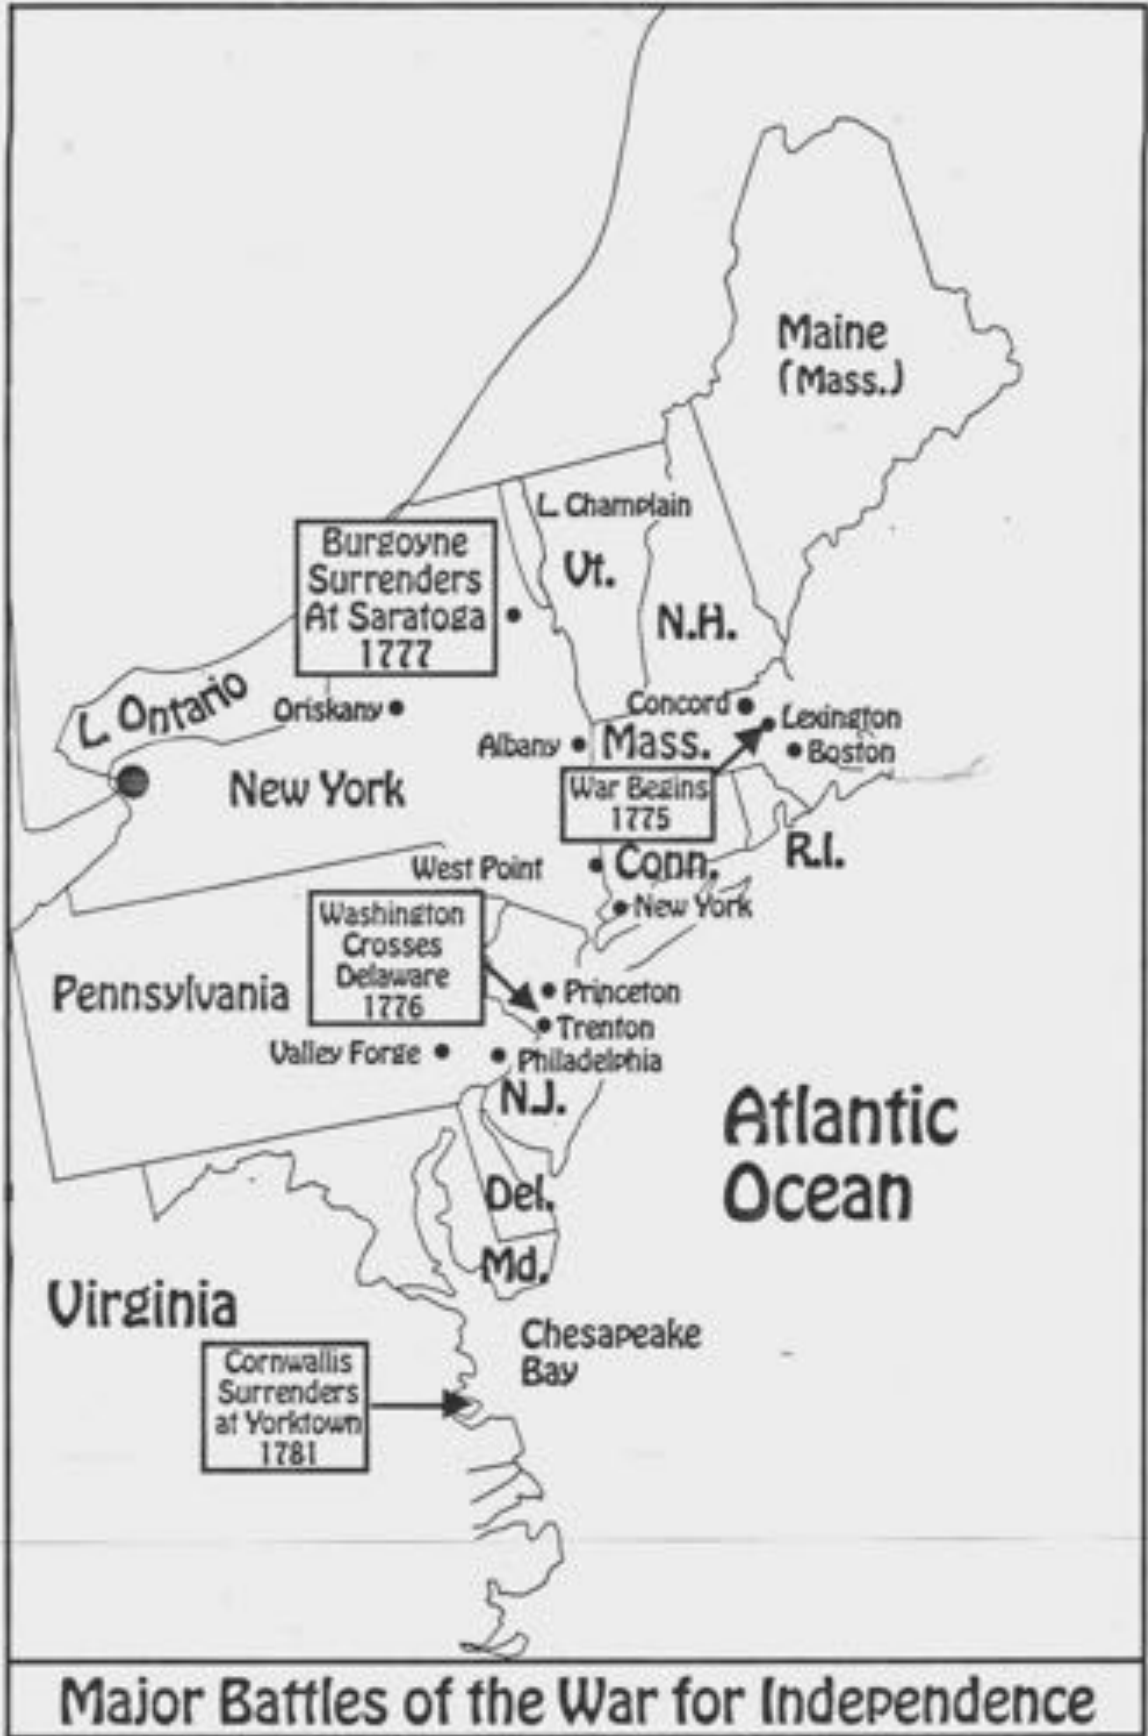 Maine
(Mass.)
L. Champlain
Burgoyne
Surrenders
At Saratoga
1777
Vt.
N.H.
L. Ontario
Oriskany
Concord
Lexington
Albany
Mass.
Boston
New York
War Begins
1775
R.I.
West Point
Conn.
New York
Washington
Crosses
Delaware
1776
Pennsylvania
Princeton
Trenton
Valley Forge
Philadelphia
N.J.
Atlantic
Ocean
Del.
Md.
Virginia
Chesapeake
Bay
Cornwallis
Surrenders
at Yorktown
1781
Major Battles of the War for Independence